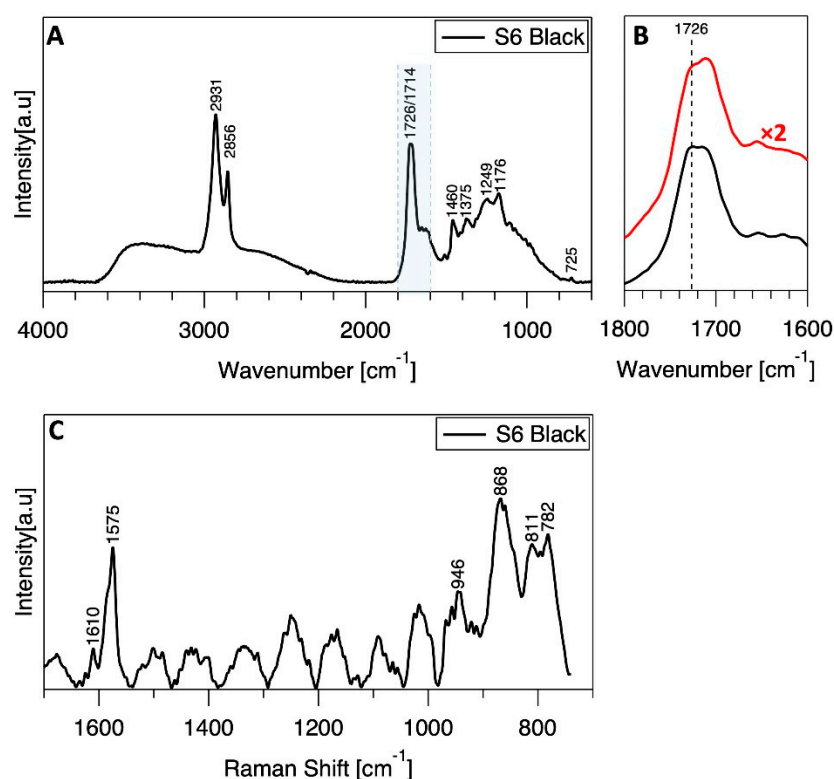 A
S6 Black
2931
2856
1726/1714
1460
1375
1249
1176
725
Intensity[a.u]
4000
3000
2000
1000
Wavenumber [cm⁻¹]
B
1726
×2
1800
1700
1600
Wavenumber [cm⁻¹]
C
S6 Black
1610
1575
946
868
811
782
Intensity[a.u]
1600
1400
1200
1000
800
Raman Shift [cm⁻¹]